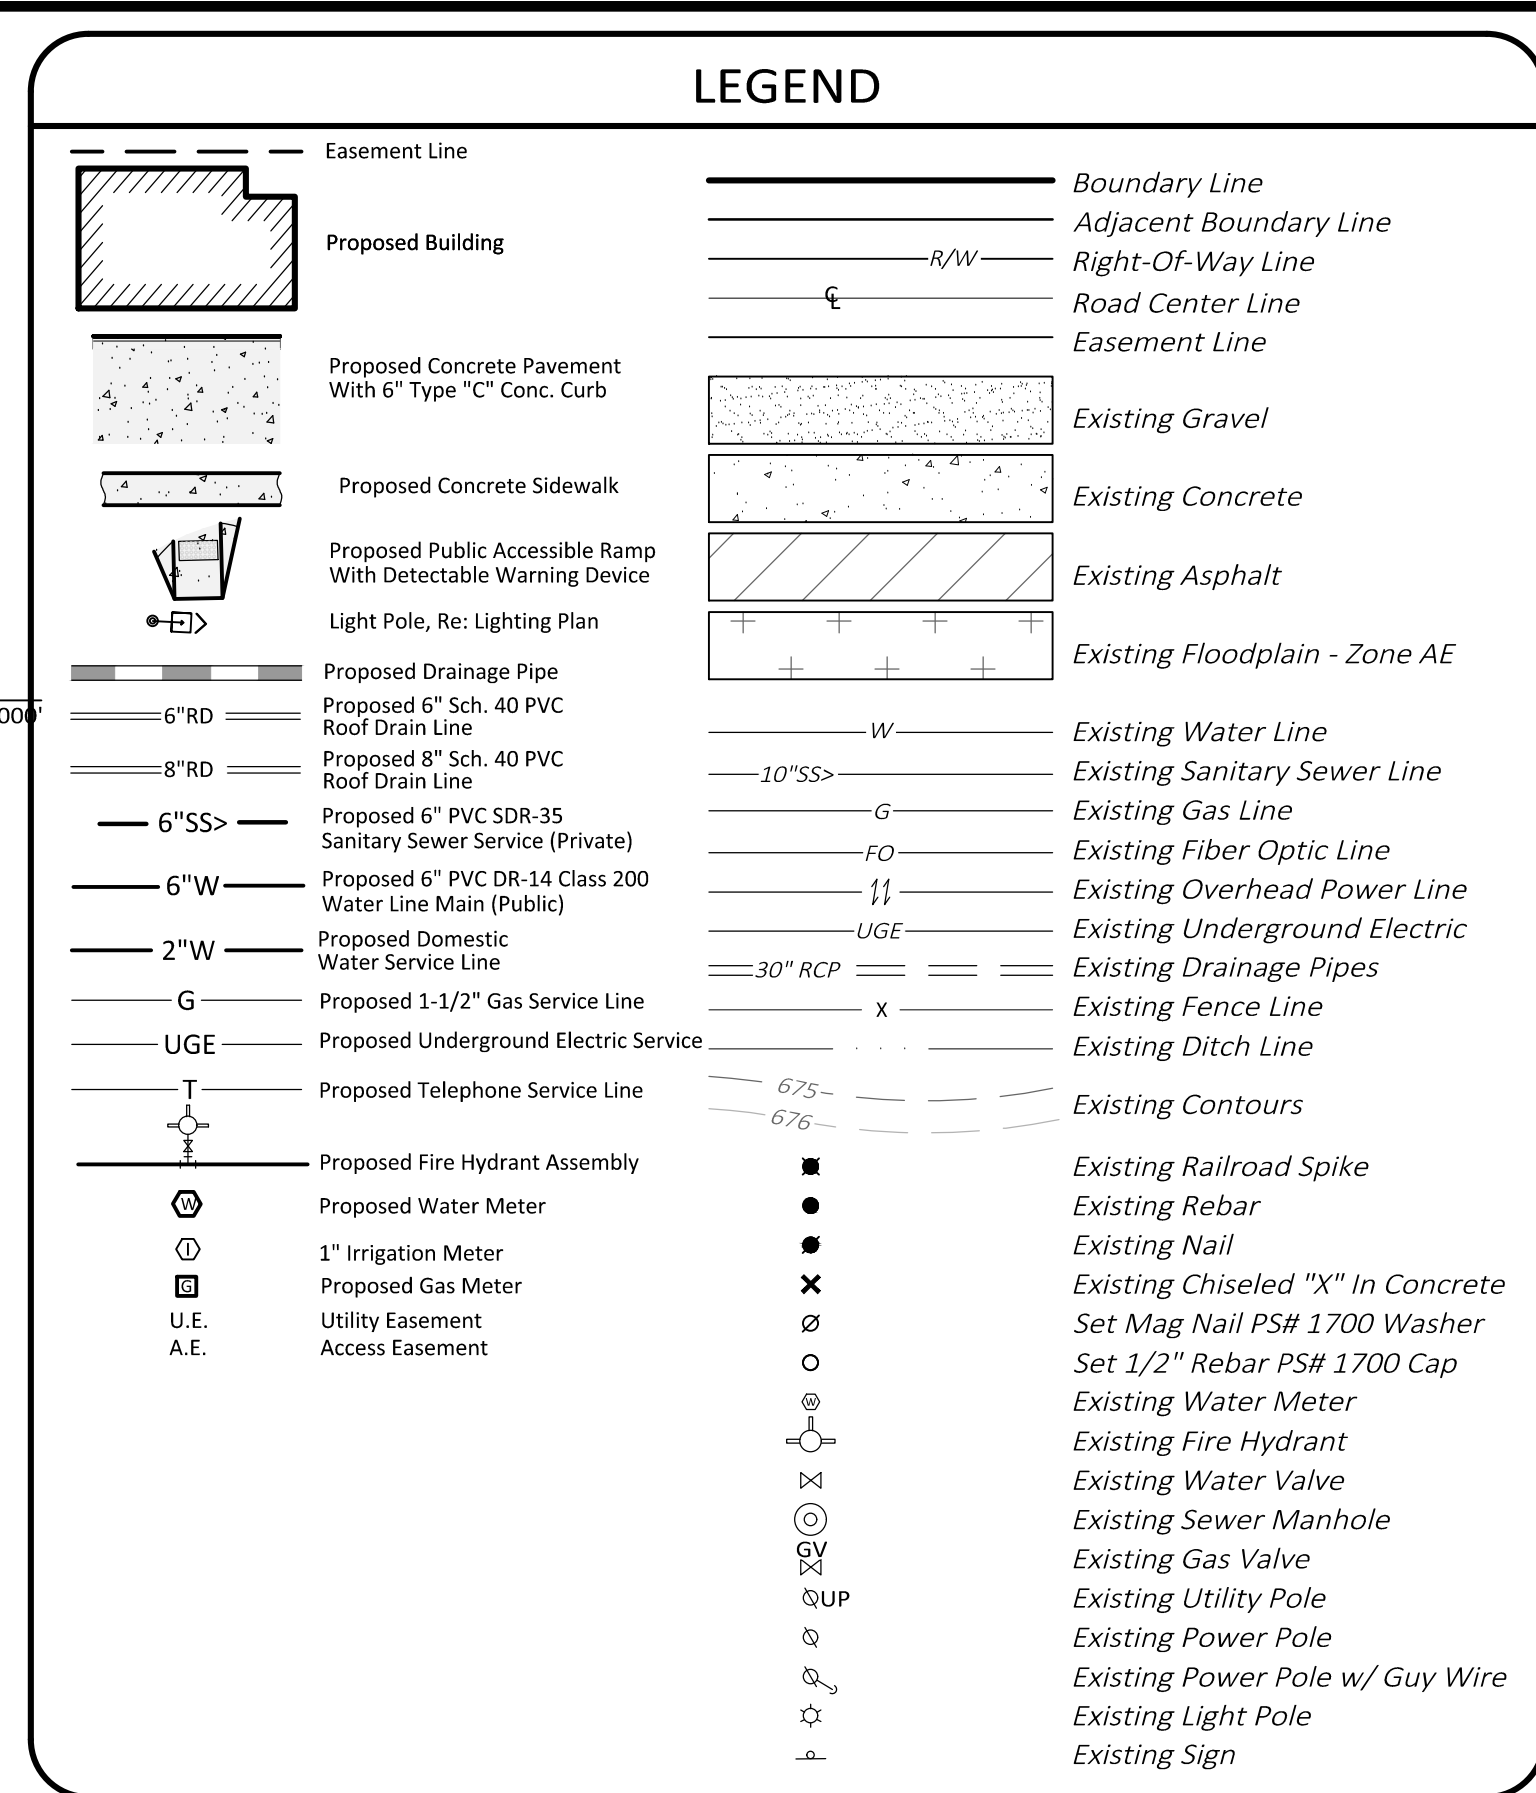 LEGEND
Easement Line
Proposed Building
Proposed Concrete Pavement
With 6" Type "C" Conc. Curb
Proposed Concrete Sidewalk
Proposed Public Accessible Ramp
With Detectable Warning Device
Light Pole, Re: Lighting Plan
Proposed Drainage Pipe
000'
6"RD Proposed 6" Sch. 40 PVC
Roof Drain Line
8"RD Proposed 8" Sch. 40 PVC
Roof Drain Line
6"SS> Proposed 6" PVC SDR-35
Sanitary Sewer Service (Private)
6"W Proposed 6" PVC DR-14 Class 200
Water Line Main (Public)
2"W Proposed Domestic
Water Service Line
G Proposed 1-1/2" Gas Service Line
UGE Proposed Underground Electric Service
T Proposed Telephone Service Line
Proposed Fire Hydrant Assembly
W Proposed Water Meter
I 1" Irrigation Meter
G Proposed Gas Meter
U.E. Utility Easement
A.E. Access Easement
Boundary Line
Adjacent Boundary Line
R/W Right-Of-Way Line
℄ Road Center Line
Easement Line
Existing Gravel
Existing Concrete
Existing Asphalt
Existing Floodplain - Zone AE
W Existing Water Line
10"SS> Existing Sanitary Sewer Line
G Existing Gas Line
FO Existing Fiber Optic Line
Existing Overhead Power Line
UGE Existing Underground Electric
30" RCP Existing Drainage Pipes
X Existing Fence Line
Existing Ditch Line
675
676
Existing Contours
Existing Railroad Spike
Existing Rebar
Existing Nail
Existing Chiseled "X" In Concrete
Set Mag Nail PS# 1700 Washer
Set 1/2" Rebar PS# 1700 Cap
W Existing Water Meter
Existing Fire Hydrant
Existing Water Valve
Existing Sewer Manhole
GV Existing Gas Valve
UP Existing Utility Pole
Existing Power Pole
Existing Power Pole w/ Guy Wire
Existing Light Pole
Existing Sign